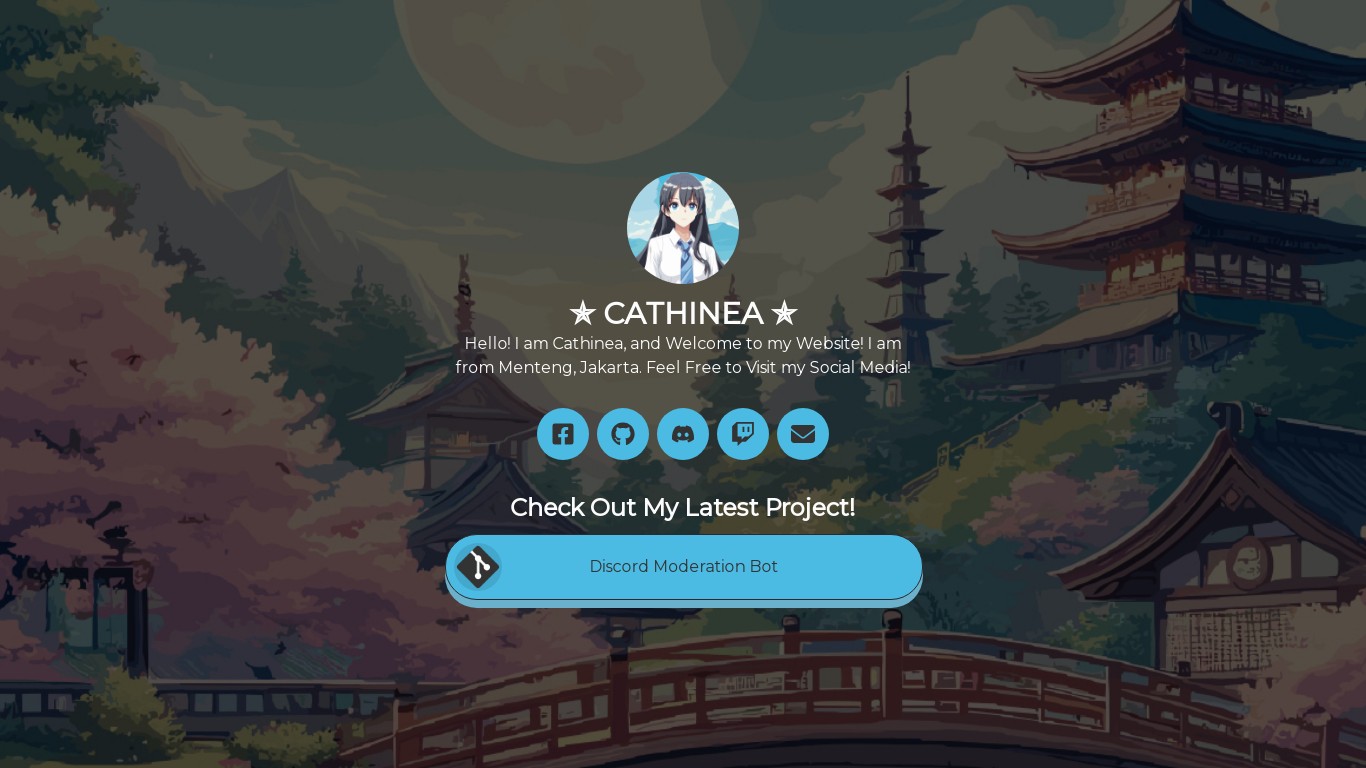 ✯ CATHINEA ✯
Hello! I am Cathinea, and Welcome to my Website! I am
from Menteng, Jakarta. Feel Free to Visit my Social Media!
Check Out My Latest Project!
Discord Moderation Bot